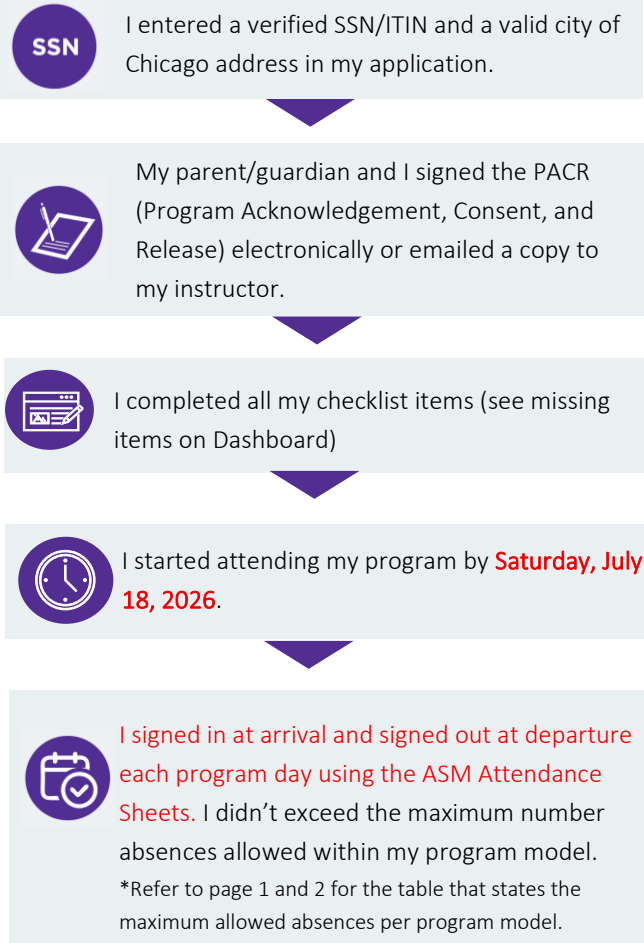 SSN
I entered a verified SSN/ITIN and a valid city of
Chicago address in my application.
My parent/guardian and I signed the PACR
(Program Acknowledgement, Consent, and
Release) electronically or emailed a copy to
my instructor.
I completed all my checklist items (see missing
items on Dashboard)
I started attending my program by Saturday, July
18, 2026.
I signed in at arrival and signed out at departure
each program day using the ASM Attendance
Sheets. I didn’t exceed the maximum number
absences allowed within my program model.
*Refer to page 1 and 2 for the table that states the
maximum allowed absences per program model.